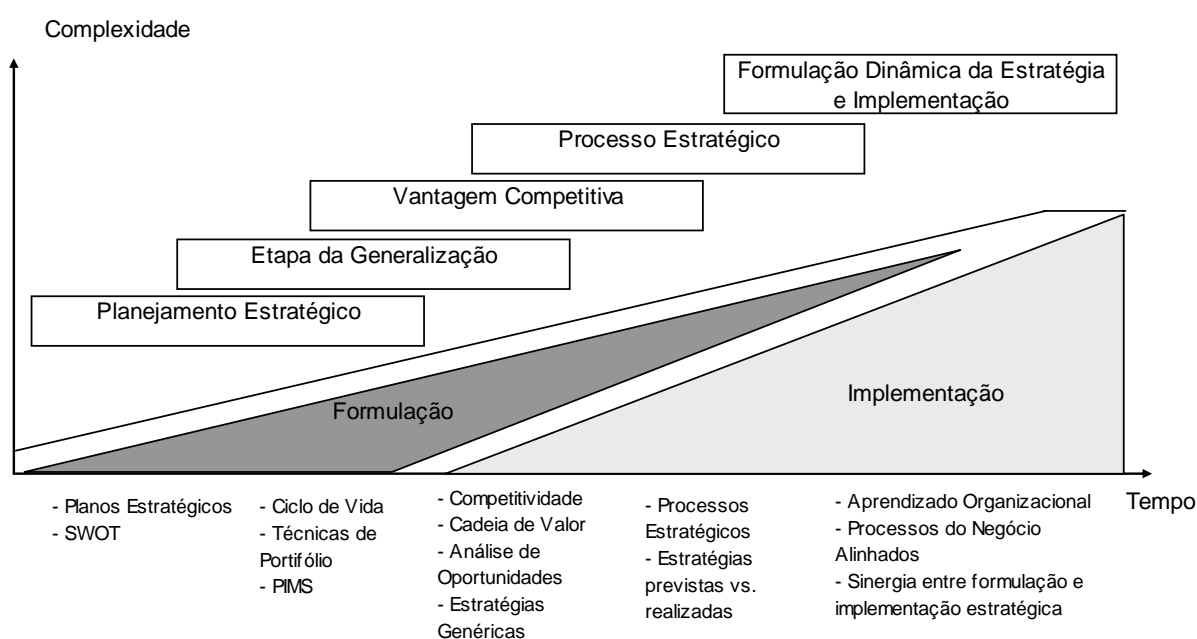 Complexidade
Formulação Dinâmica da Estratégia
e Implementação
Processo Estratégico
Vantagem Competitiva
Etapa da Generalização
Planejamento Estratégico
Formulação
Implementação
Tempo
- Planos Estratégicos
- SWOT
- Ciclo de Vida
- Técnicas de
Portifólio
- PIMS
- Competitividade
- Cadeia de Valor
- Análise de
Oportunidades
- Estratégias
Genéricas
- Processos
Estratégicos
- Estratégias
previstas vs.
realizadas
- Aprendizado Organizacional
- Processos do Negócio
Alinhados
- Sinergia entre formulação e
implementação estratégica